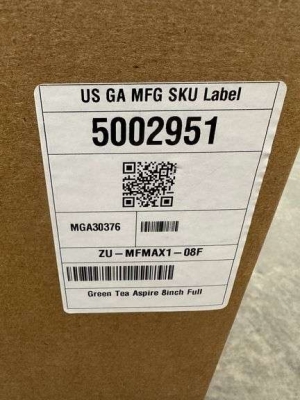 US GA MFG SKU Label
5002951
MGA30376
ZU-MFMAX1-08F
Green Tea Aspire 8inch Full